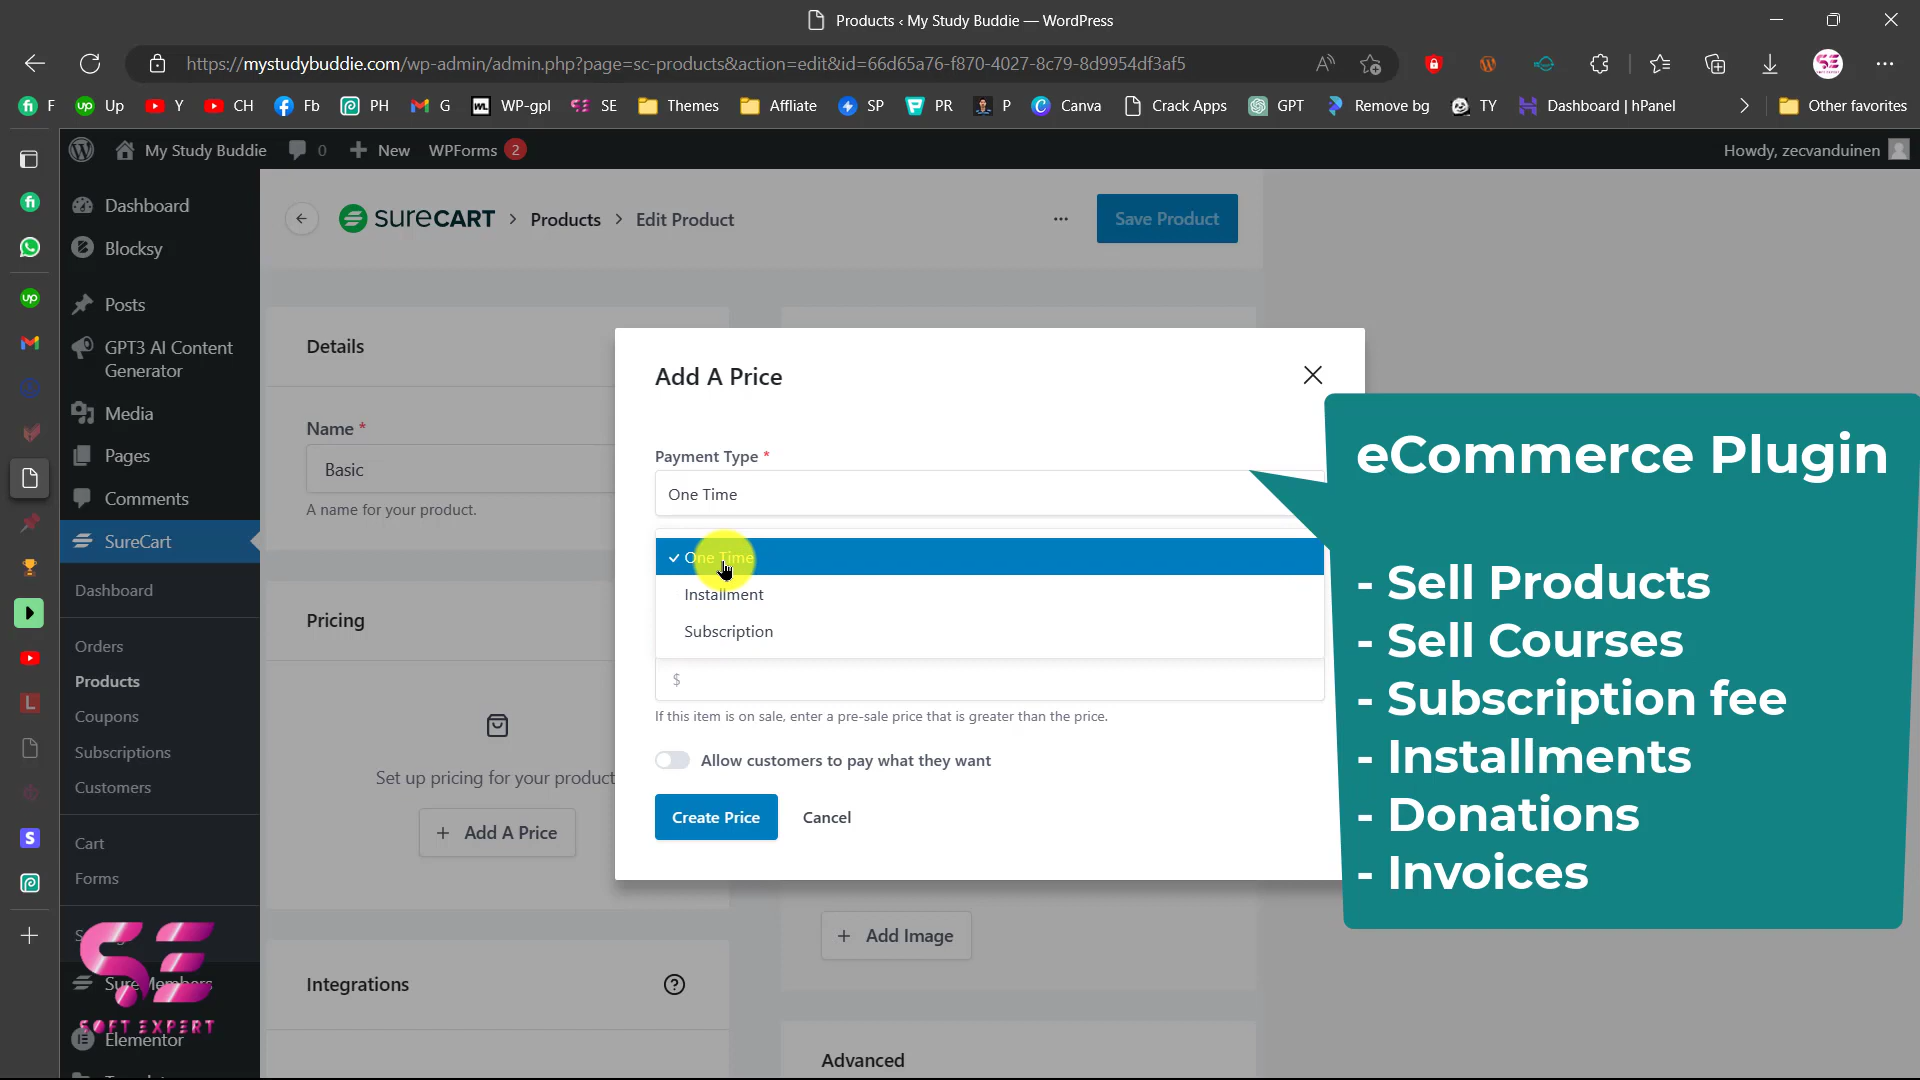 Products ‹ My Study Buddie — WordPress
https://mystudybuddie.com/wp-admin/admin.php?page=sc-products&action=edit&id=66d65a76-f870-4027-8c79-8d9954df3af5
F Up Y CH Fb PH G WP-gpl SE Themes Affliate SP PR P Canva Crack Apps GPT Remove bg TY Dashboard | hPanel Other favorites
My Study Buddie 0 New WPForms 2 Howdy, zecvanduinen
Dashboard
Blocksy
Posts
GPT3 AI Content
Generator
Media
Pages
Comments
SureCart
Dashboard
Orders
Products
Coupons
Subscriptions
Customers
Cart
Forms
SureMembers
SE
SOFT EXPERT
Elementor
SURECART > Products > Edit Product
... Save Product
Details
Name *
Basic
A name for your product.
Pricing
Set up pricing for your product
+ Add A Price
Integrations
Add A Price
Payment Type *
One Time
✓ One Time
Installment
Subscription
$
If this item is on sale, enter a pre-sale price that is greater than the price.
Allow customers to pay what they want
Create Price Cancel
+ Add Image
Advanced
eCommerce Plugin
- Sell Products
- Sell Courses
- Subscription fee
- Installments
- Donations
- Invoices